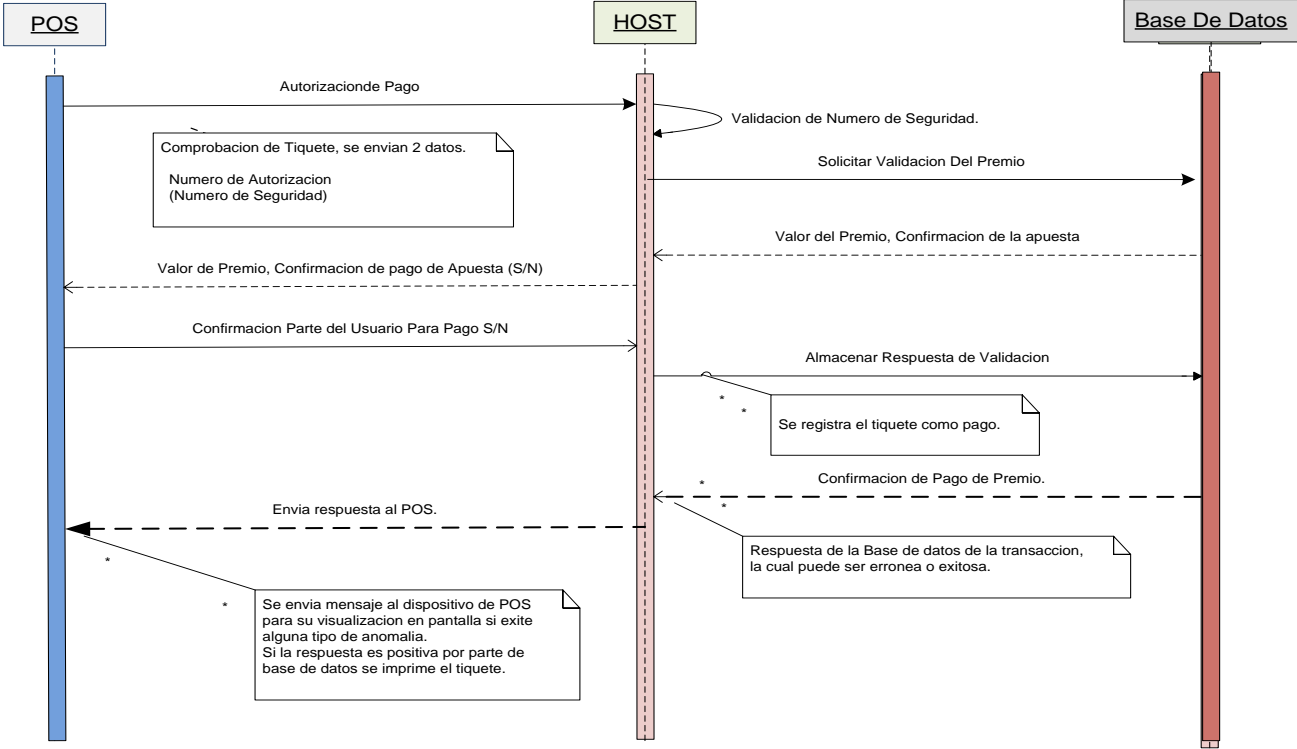 POS
HOST
Base De Datos
Autorizacionde Pago
Validacion de Numero de Seguridad.
Comprobacion de Tiquete, se envian 2 datos.
Numero de Autorizacion
(Numero de Seguridad)
Solicitar Validacion Del Premio
Valor del Premio, Confirmacion de la apuesta
Valor de Premio, Confirmacion de pago de Apuesta (S/N)
Confirmacion Parte del Usuario Para Pago S/N
Almacenar Respuesta de Validacion
*
*
Se registra el tiquete como pago.
Confirmacion de Pago de Premio.
*
*
Envia respuesta al POS.
Respuesta de la Base de datos de la transaccion,
la cual puede ser erronea o exitosa.
*
*
Se envia mensaje al dispositivo de POS
para su visualizacion en pantalla si exite
alguna tipo de anomalia.
Si la respuesta es positiva por parte de
base de datos se imprime el tiquete.